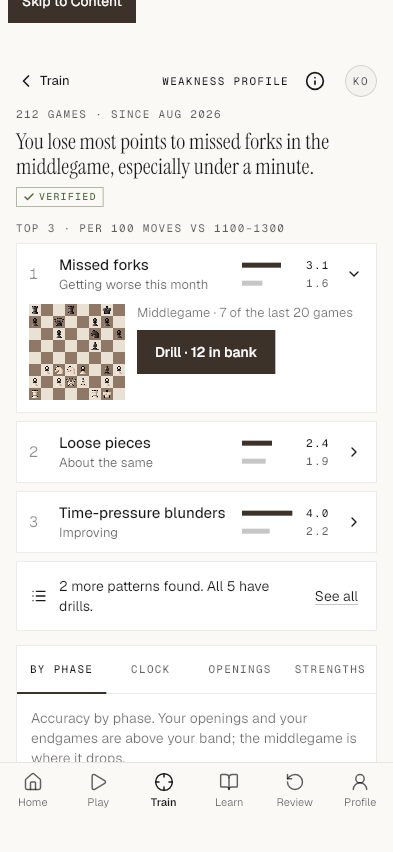 Skip to Content
Train
WEAKNESS PROFILE
KO
212 GAMES · SINCE AUG 2026
You lose most points to missed forks in the
middlegame, especially under a minute.
VERIFIED
TOP 3 · PER 100 MOVES VS 1100–1300
1
Missed forks
3.1
Getting worse this month
1.6
Middlegame · 7 of the last 20 games
Drill · 12 in bank
2
Loose pieces
2.4
About the same
1.9
3
Time-pressure blunders
4.0
Improving
2.2
2 more patterns found. All 5 have
drills.
See all
BY PHASE
CLOCK
OPENINGS
STRENGTHS
Accuracy by phase. Your openings and your
endgames are above your band; the middlegame is
where it drops.
Home
Play
Train
Learn
Review
Profile